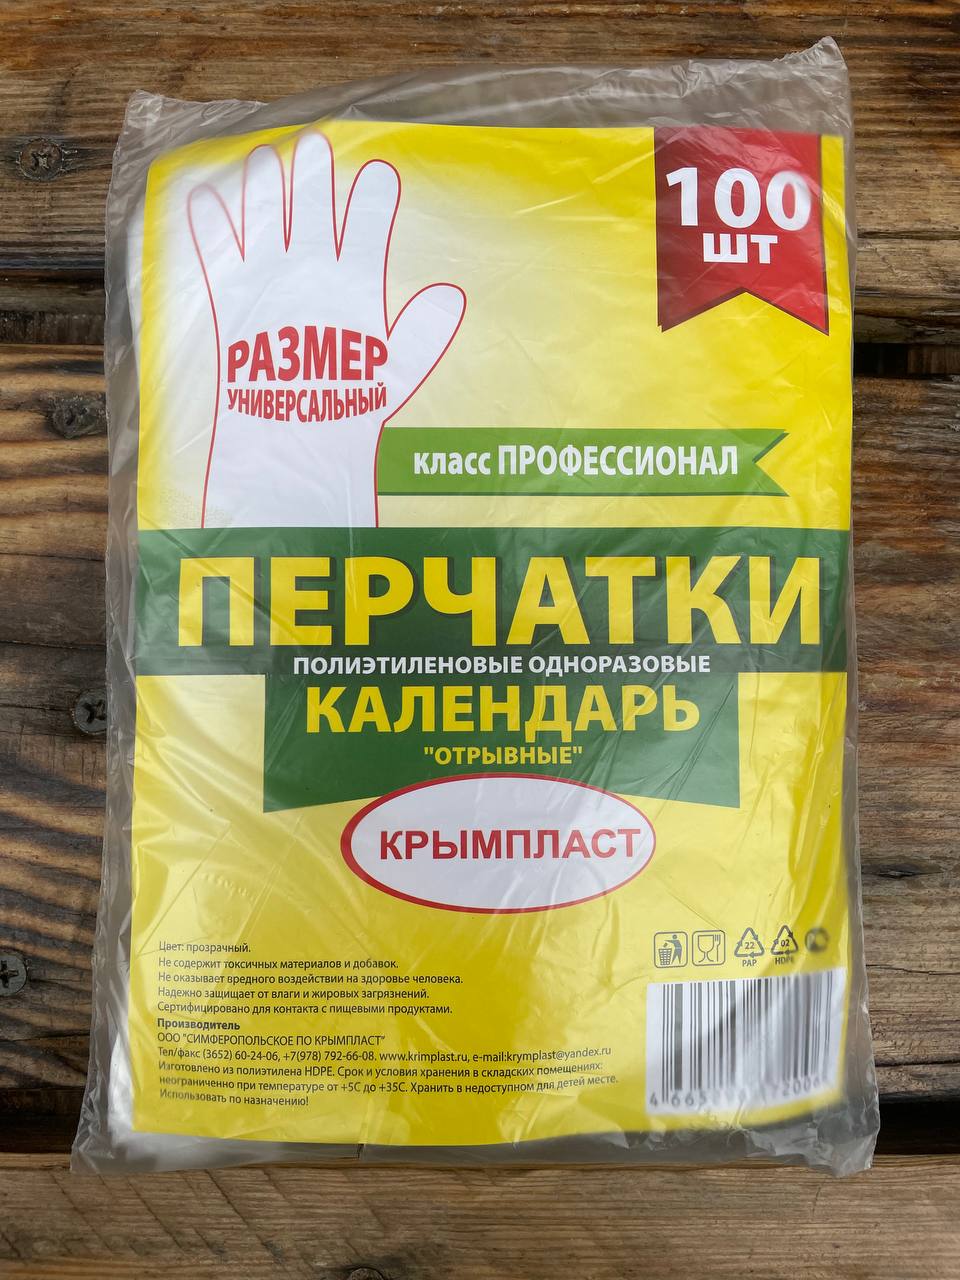 100
ШТ
РАЗМЕР
УНИВЕРСАЛЬНЫЙ
класс ПРОФЕССИОНАЛ
ПЕРЧАТКИ
ПОЛИЭТИЛЕНОВЫЕ ОДНОРАЗОВЫЕ
КАЛЕНДАРЬ
"ОТРЫВНЫЕ"
КРЫМПЛАСТ
Цвет: прозрачный.
Не содержит токсичных материалов и добавок.
Не оказывает вредного воздействии на здоровье человека.
Надежно защищает от влаги и жировых загрязнений.
Сертифицировано для контакта с пищевыми продуктами.
Производитель
ООО "СИМФЕРОПОЛЬСКОЕ ПО КРЫМПЛАСТ"
Тел/факс (3652) 60-24-06, +7(978) 792-66-08. www.krimplast.ru, e-mail:krymplast@yandex.ru
Изготовлено из полиэтилена HDPE. Срок и условия хранения в складских помещениях:
неограниченно при температуре от +5С до +35С. Хранить в недоступном для детей месте.
Использовать по назначению!
22 02
PAP HDPE